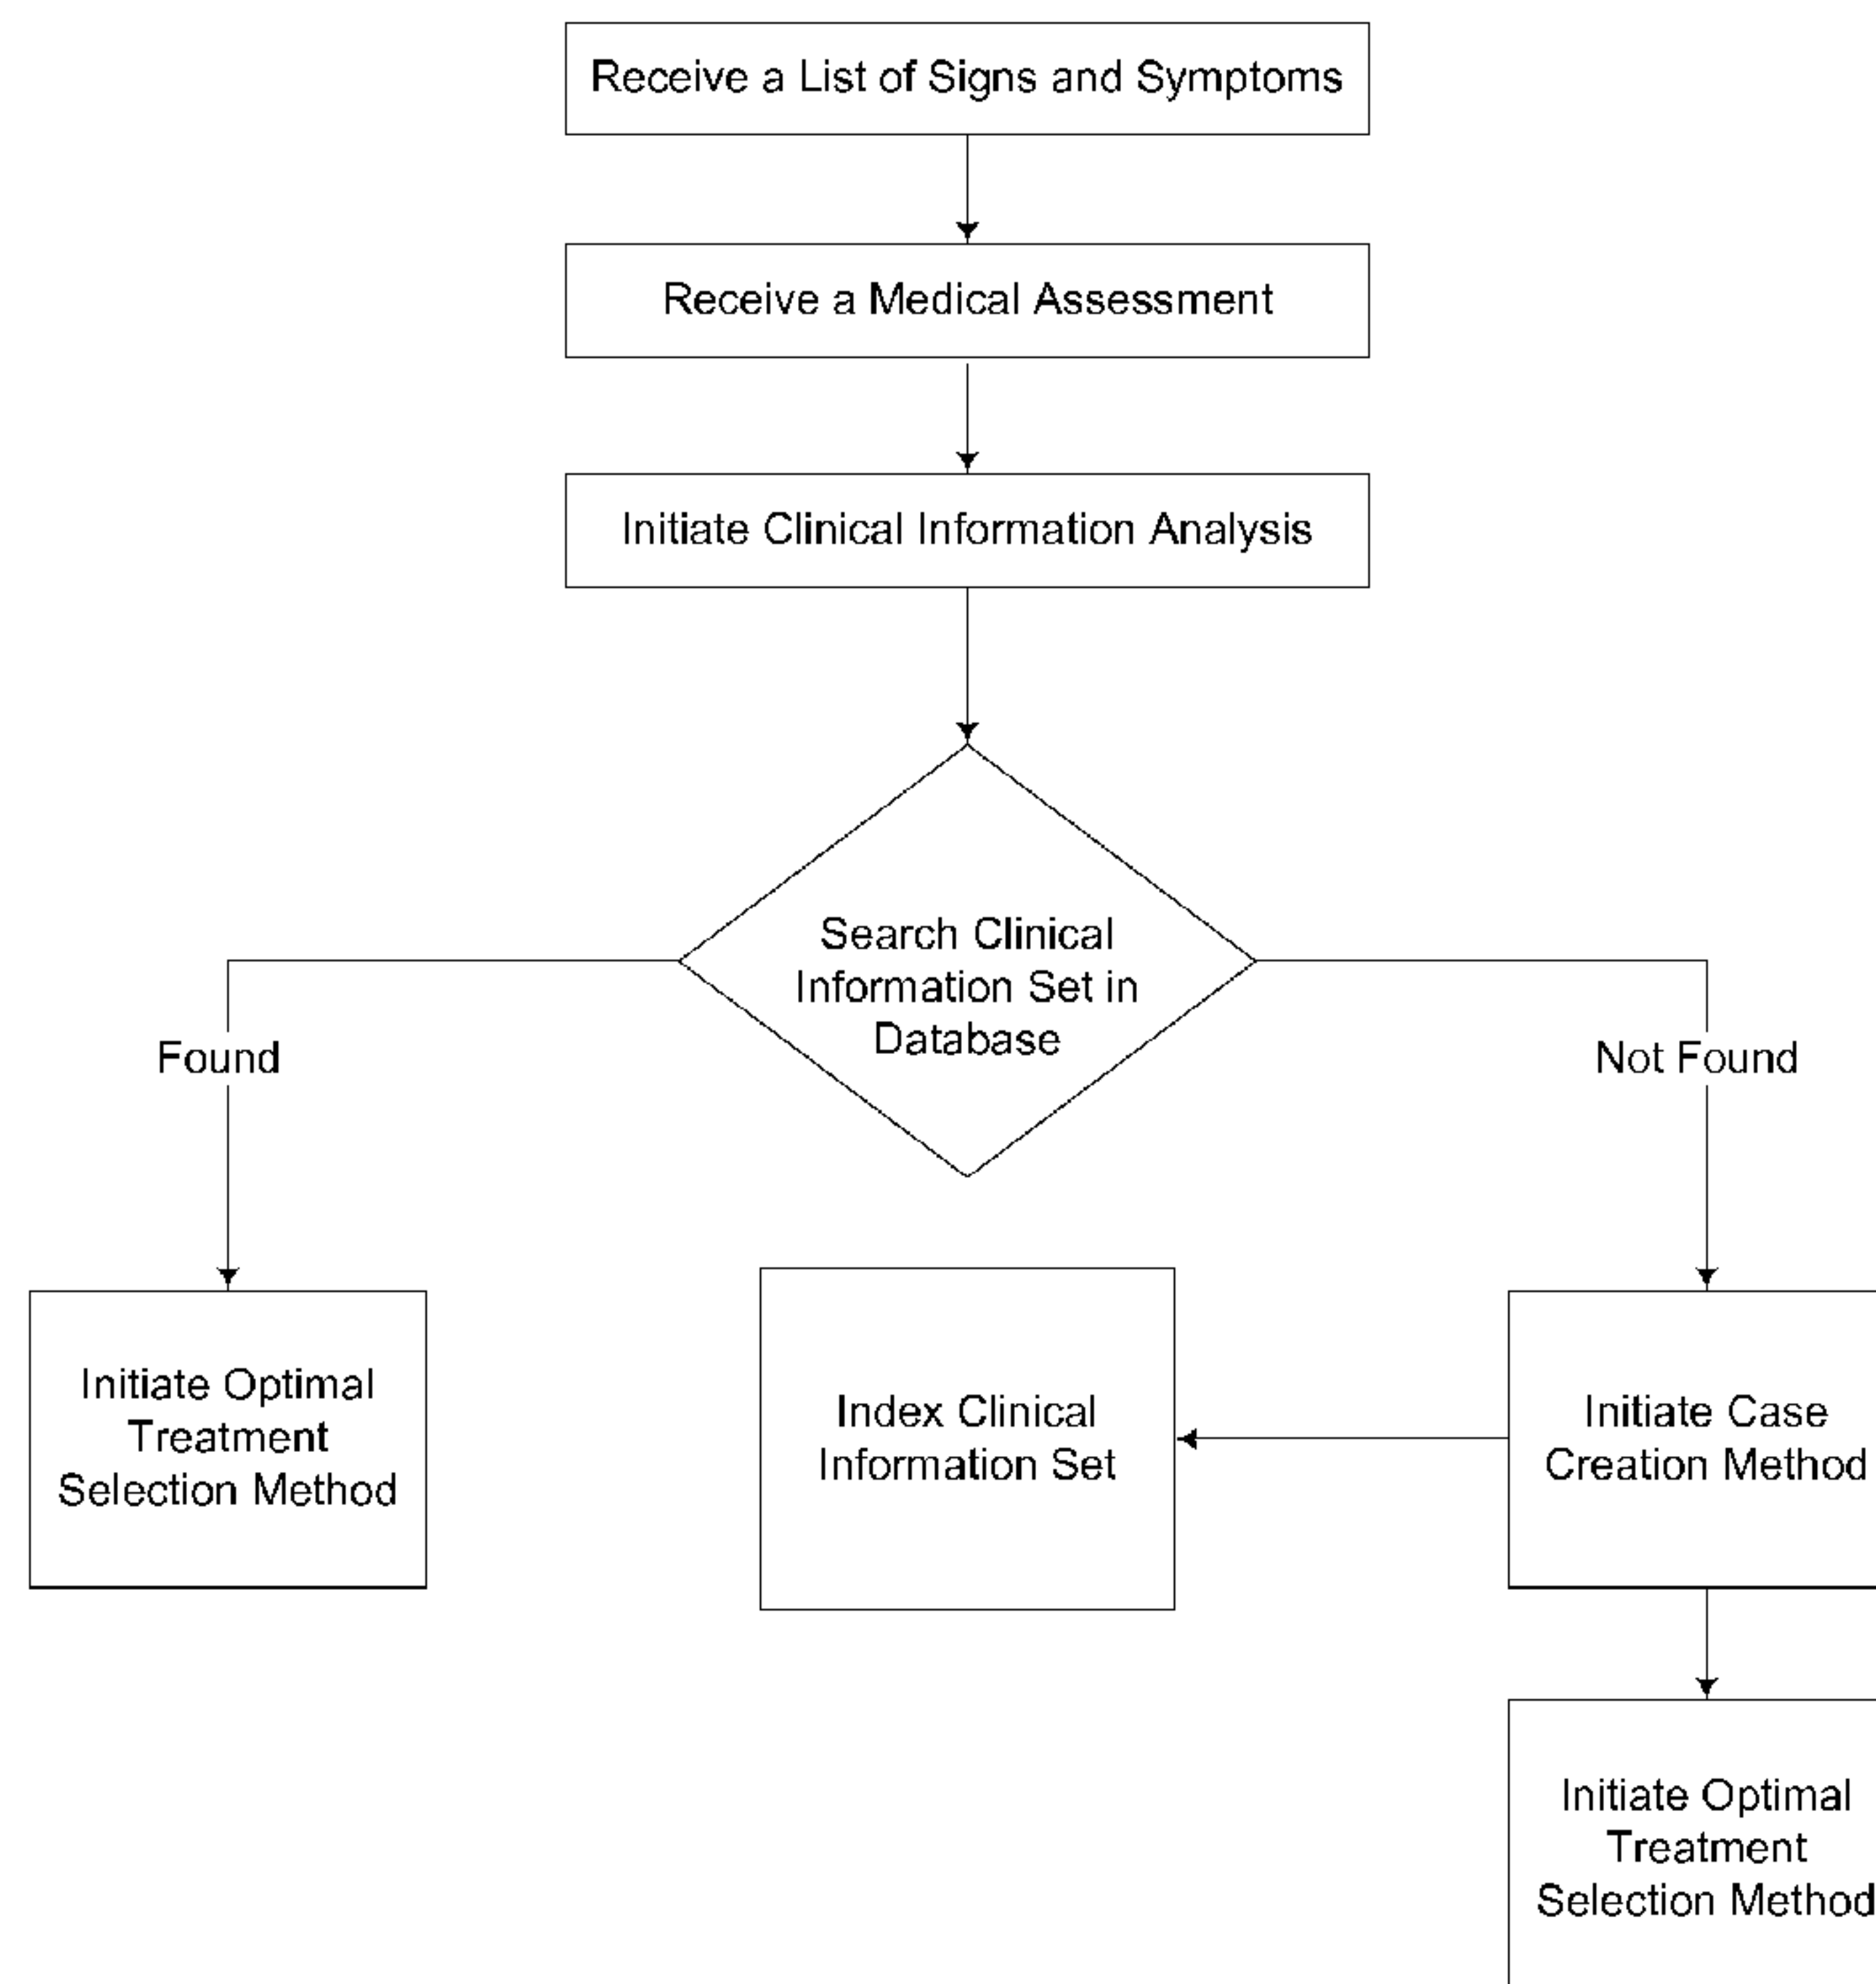 Receive a List of Signs and Symptoms
Receive a Medical Assessment
Initiate Clinical Information Analysis
Search Clinical
Information Set in
Database
Found
Not Found
Initiate Optimal
Treatment
Selection Method
Index Clinical
Information Set
Initiate Case
Creation Method
Initiate Optimal
Treatment
Selection Method